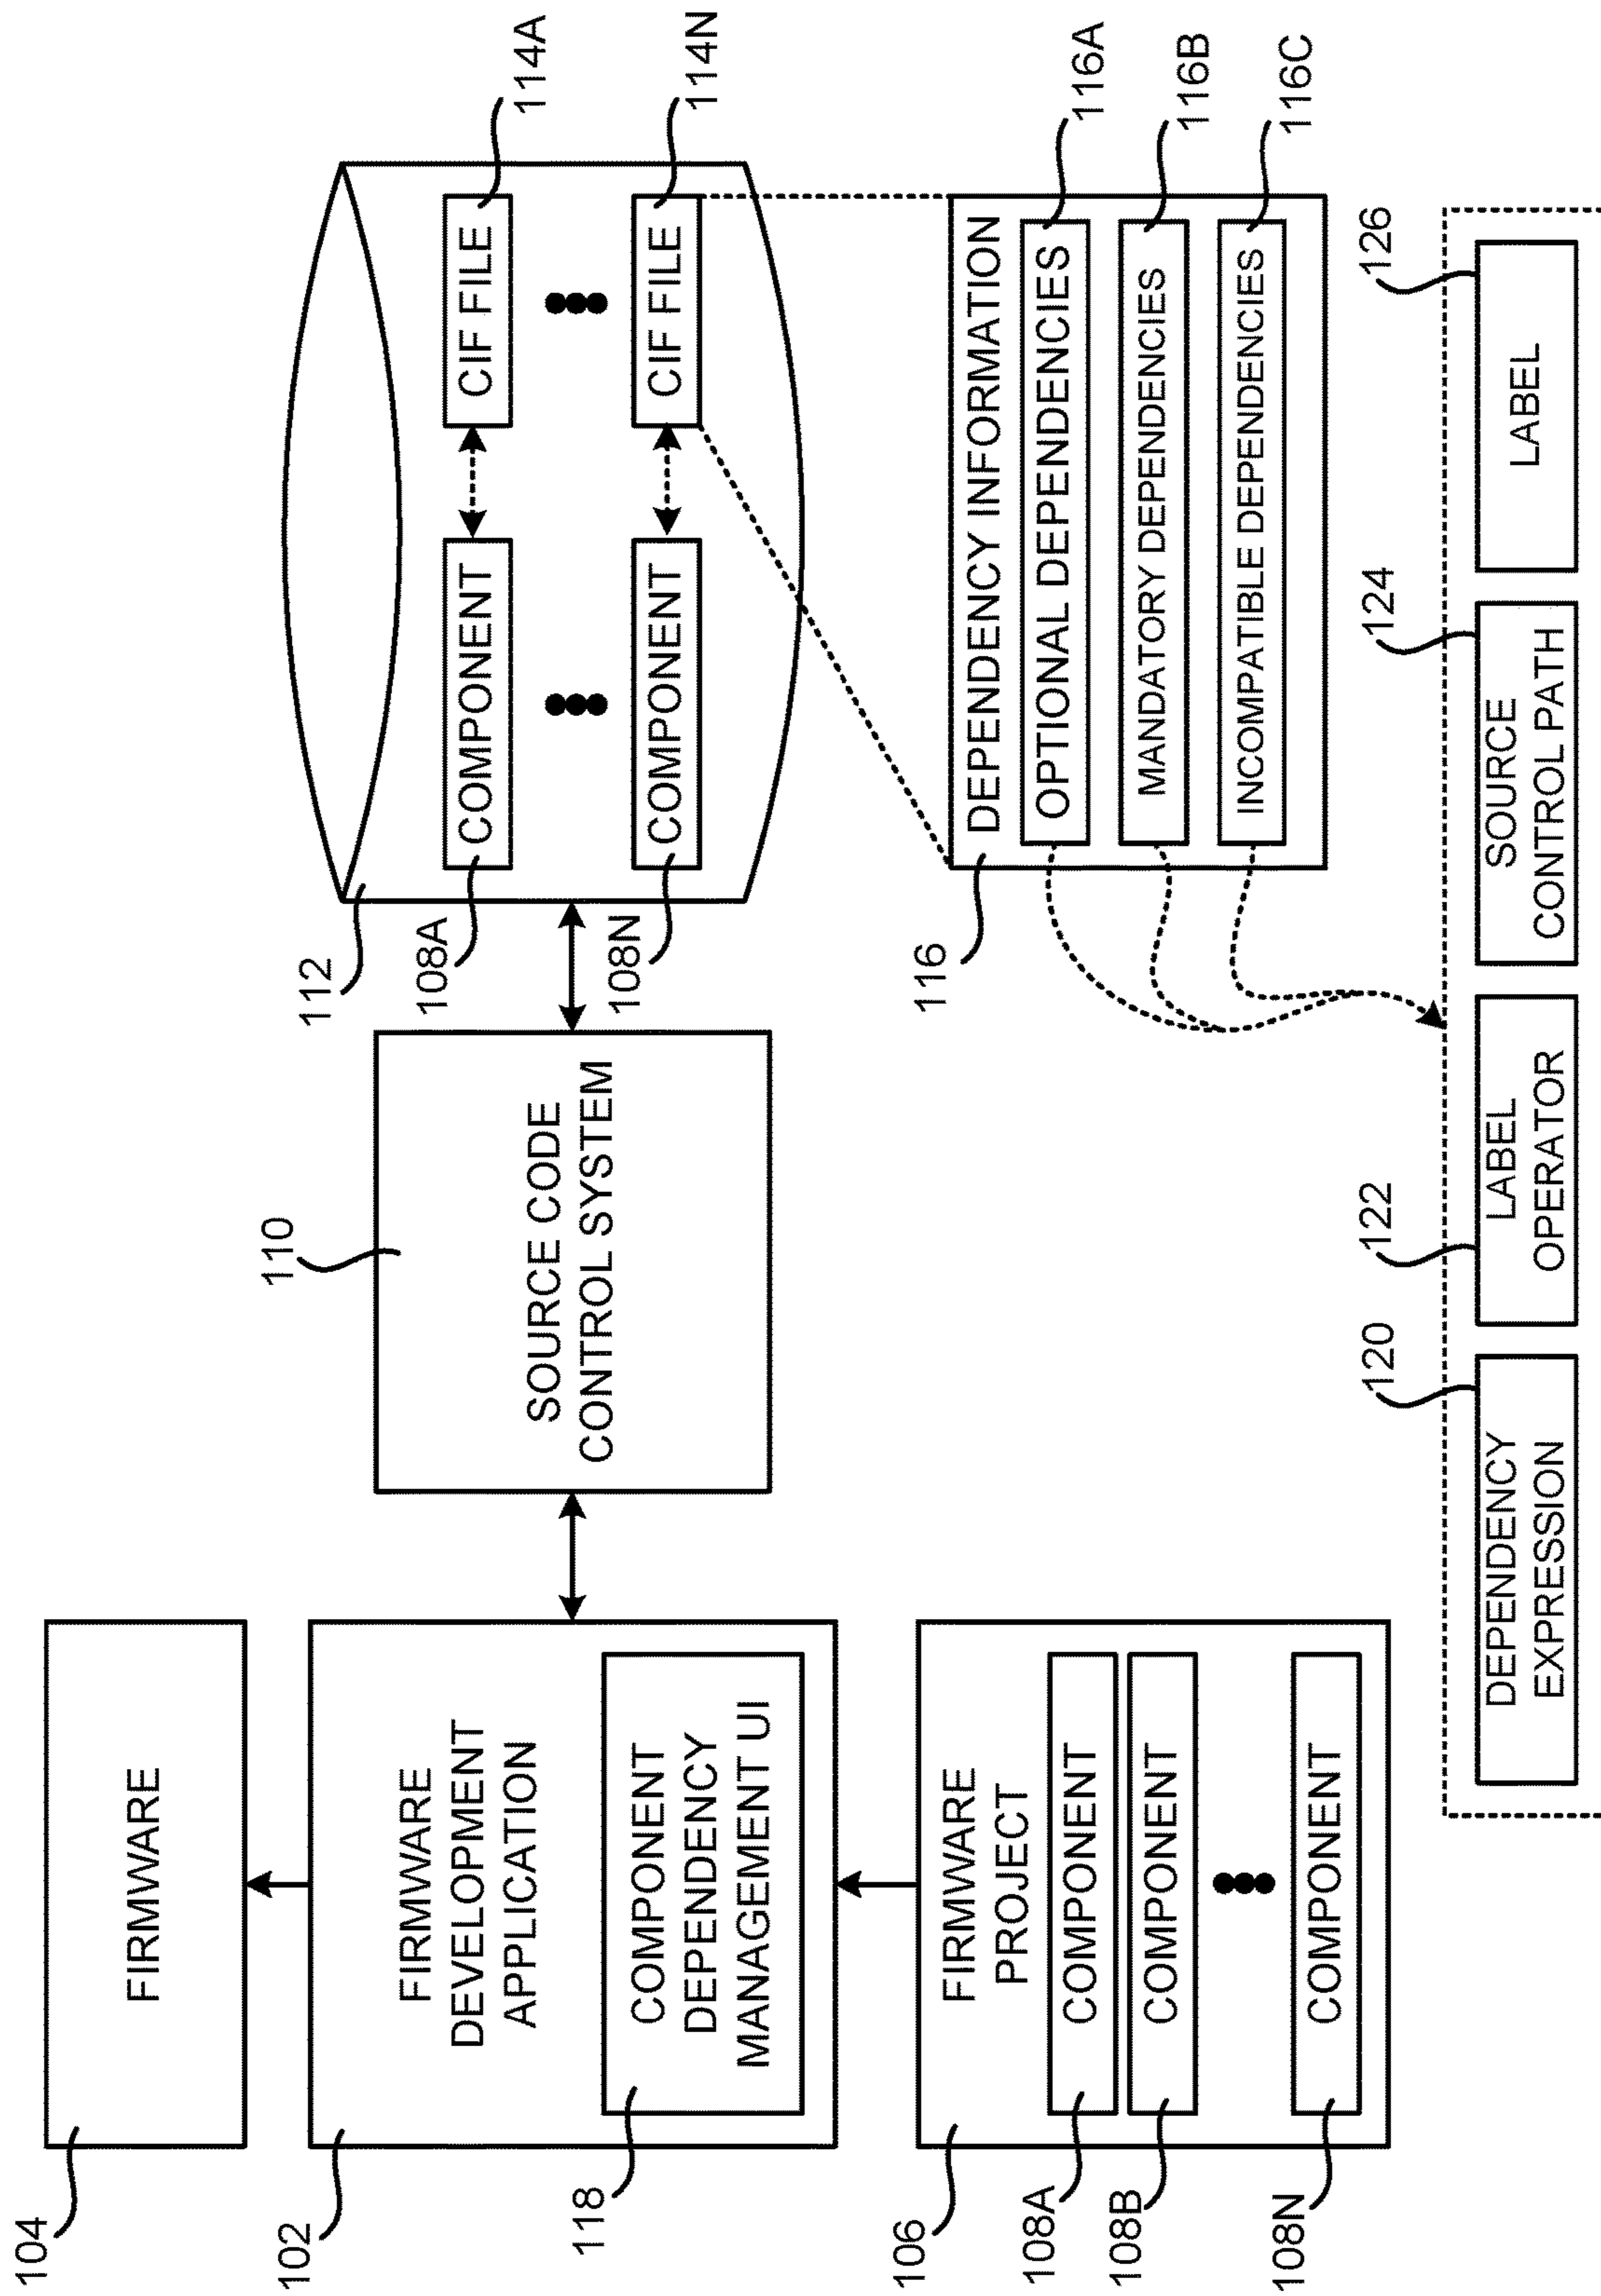 104
FIRMWARE
102
FIRMWARE
DEVELOPMENT
APPLICATION
118
COMPONENT
DEPENDENCY
MANAGEMENT UI
106
FIRMWARE
PROJECT
108A
COMPONENT
108B
COMPONENT
108N
COMPONENT
110
SOURCE CODE
CONTROL SYSTEM
112
108A
COMPONENT
CIF FILE
114A
108N
COMPONENT
CIF FILE
114N
116
DEPENDENCY INFORMATION
OPTIONAL DEPENDENCIES
116A
MANDATORY DEPENDENCIES
116B
INCOMPATIBLE DEPENDENCIES
116C
120
DEPENDENCY
EXPRESSION
122
LABEL
OPERATOR
124
SOURCE
CONTROL PATH
126
LABEL